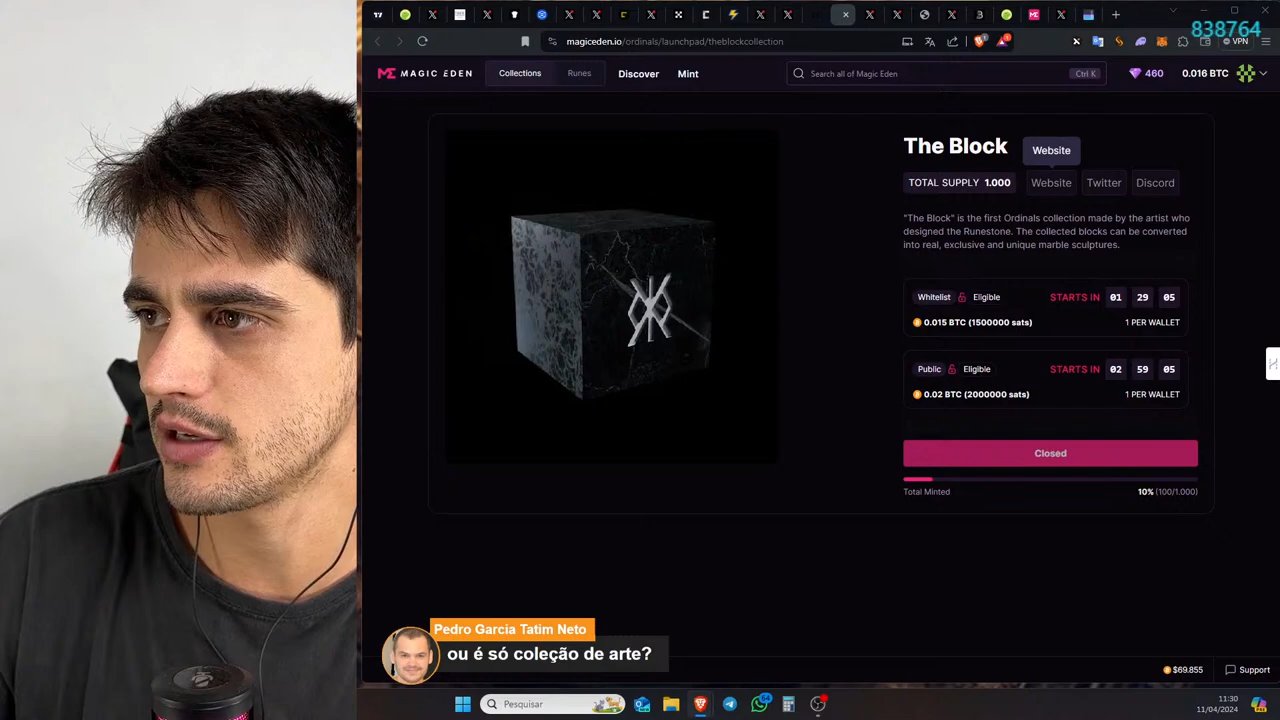 838764
magiceden.io/ordinals/launchpad/theblockcollection
VPN
MAGIC EDEN
Collections
Runes
Discover
Mint
Search all of Magic Eden
Ctrl K
460
0.016 BTC
The Block
Website
TOTAL SUPPLY 1.000
Website
Twitter
Discord
"The Block" is the first Ordinals collection made by the artist who
designed the Runestone. The collected blocks can be converted
into real, exclusive and unique marble sculptures.
Whitelist
Eligible
STARTS IN 01 29 05
0.015 BTC (1500000 sats)
1 PER WALLET
Public
Eligible
STARTS IN 02 59 05
0.02 BTC (2000000 sats)
1 PER WALLET
Closed
Total Minted
10% (100/1.000)
Pedro Garcia Tatim Neto
ou é só coleção de arte?
$69.855
Support
Pesquisar
64
11:30
11/04/2024